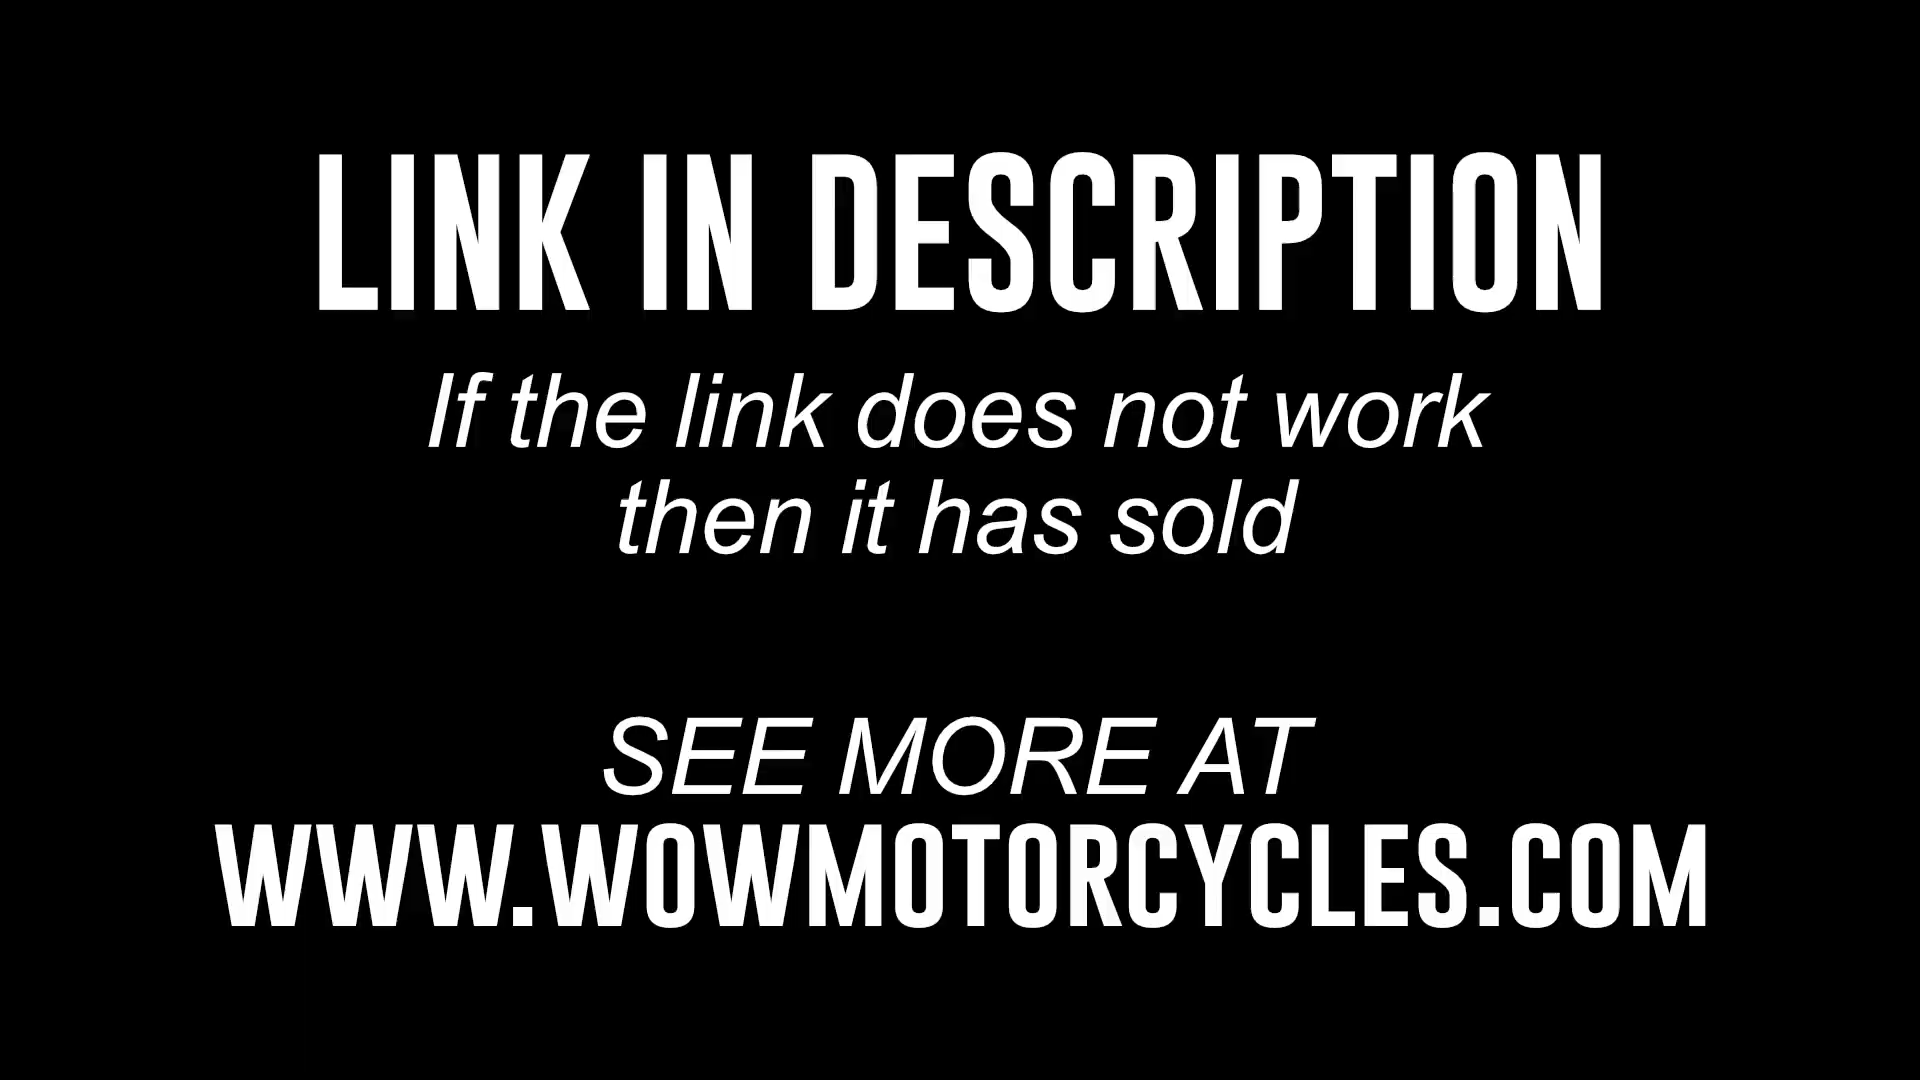 LINK IN DESCRIPTION
If the link does not work
then it has sold
SEE MORE AT
WWW.WOWMOTORCYCLES.COM